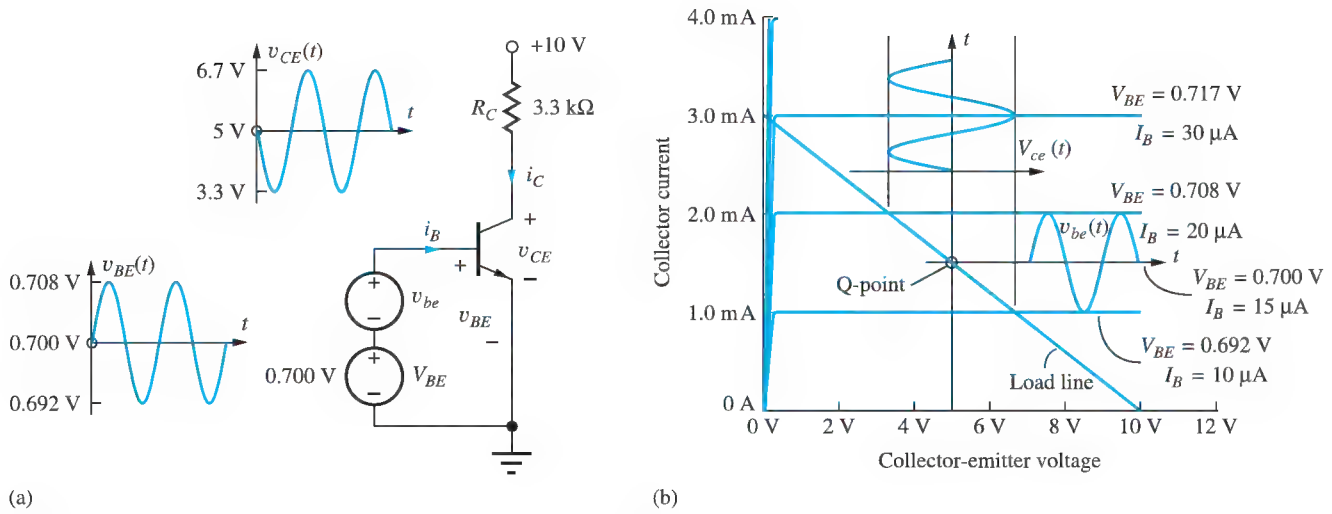 v_CE(t)
6.7 V
5 V
t
3.3 V
v_BE(t)
0.708 V
0.700 V
t
0.692 V
+10 V
R_C
3.3 kΩ
i_C
i_B
+
+
v_CE
–
+
–
v_be
v_BE
–
0.700 V
+
–
V_BE
(a)
Collector current
4.0 mA
3.0 mA
2.0 mA
1.0 mA
0 A
0 V
2 V
4 V
6 V
8 V
10 V
12 V
Collector-emitter voltage
t
V_ce (t)
V_BE = 0.717 V
I_B = 30 µA
V_BE = 0.708 V
I_B = 20 µA
v_be(t)
t
V_BE = 0.700 V
I_B = 15 µA
V_BE = 0.692 V
I_B = 10 µA
Q-point
Load line
(b)